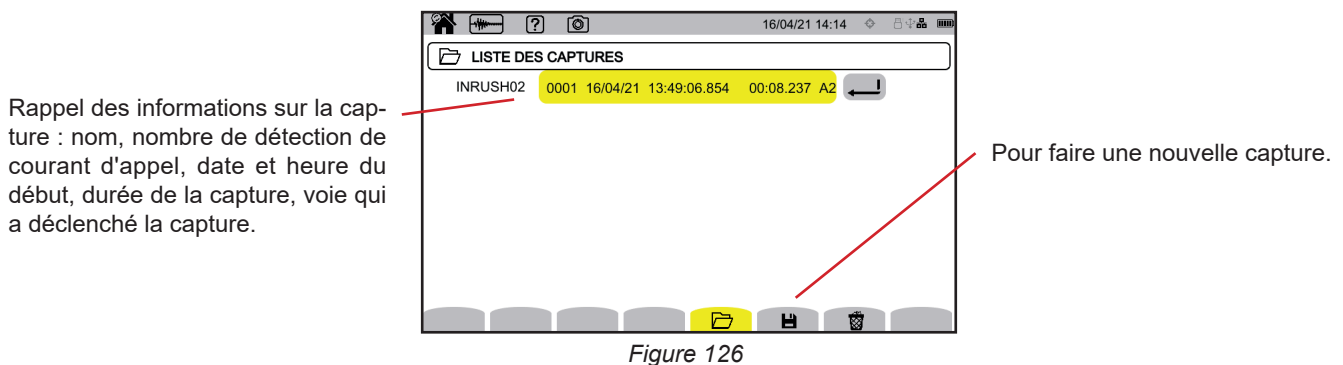 16/04/21 14:14
LISTE DES CAPTURES
INRUSH02 0001 16/04/21 13:49:06.854 00:08.237 A2
Rappel des informations sur la cap-
ture : nom, nombre de détection de
courant d'appel, date et heure du
début, durée de la capture, voie qui
a déclenché la capture.
Pour faire une nouvelle capture.
Figure 126